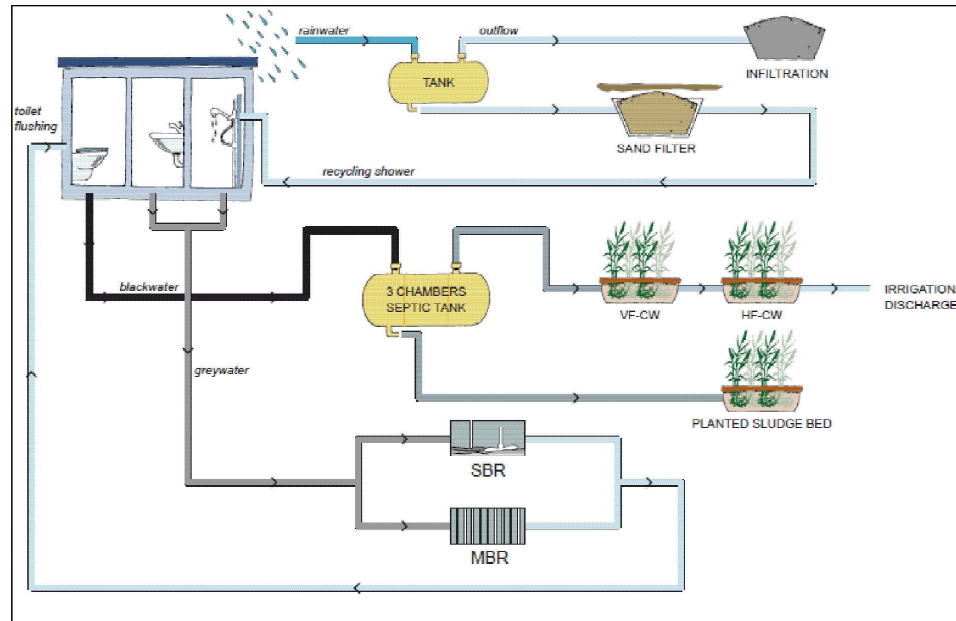 rainwater
outflow
TANK
INFILTRATION
toilet
flushing
SAND FILTER
recycling shower
blackwater
3 CHAMBERS
SEPTIC TANK
VF-CW
HF-CW
IRRIGATION/
DISCHARGE
greywater
PLANTED SLUDGE BED
SBR
MBR